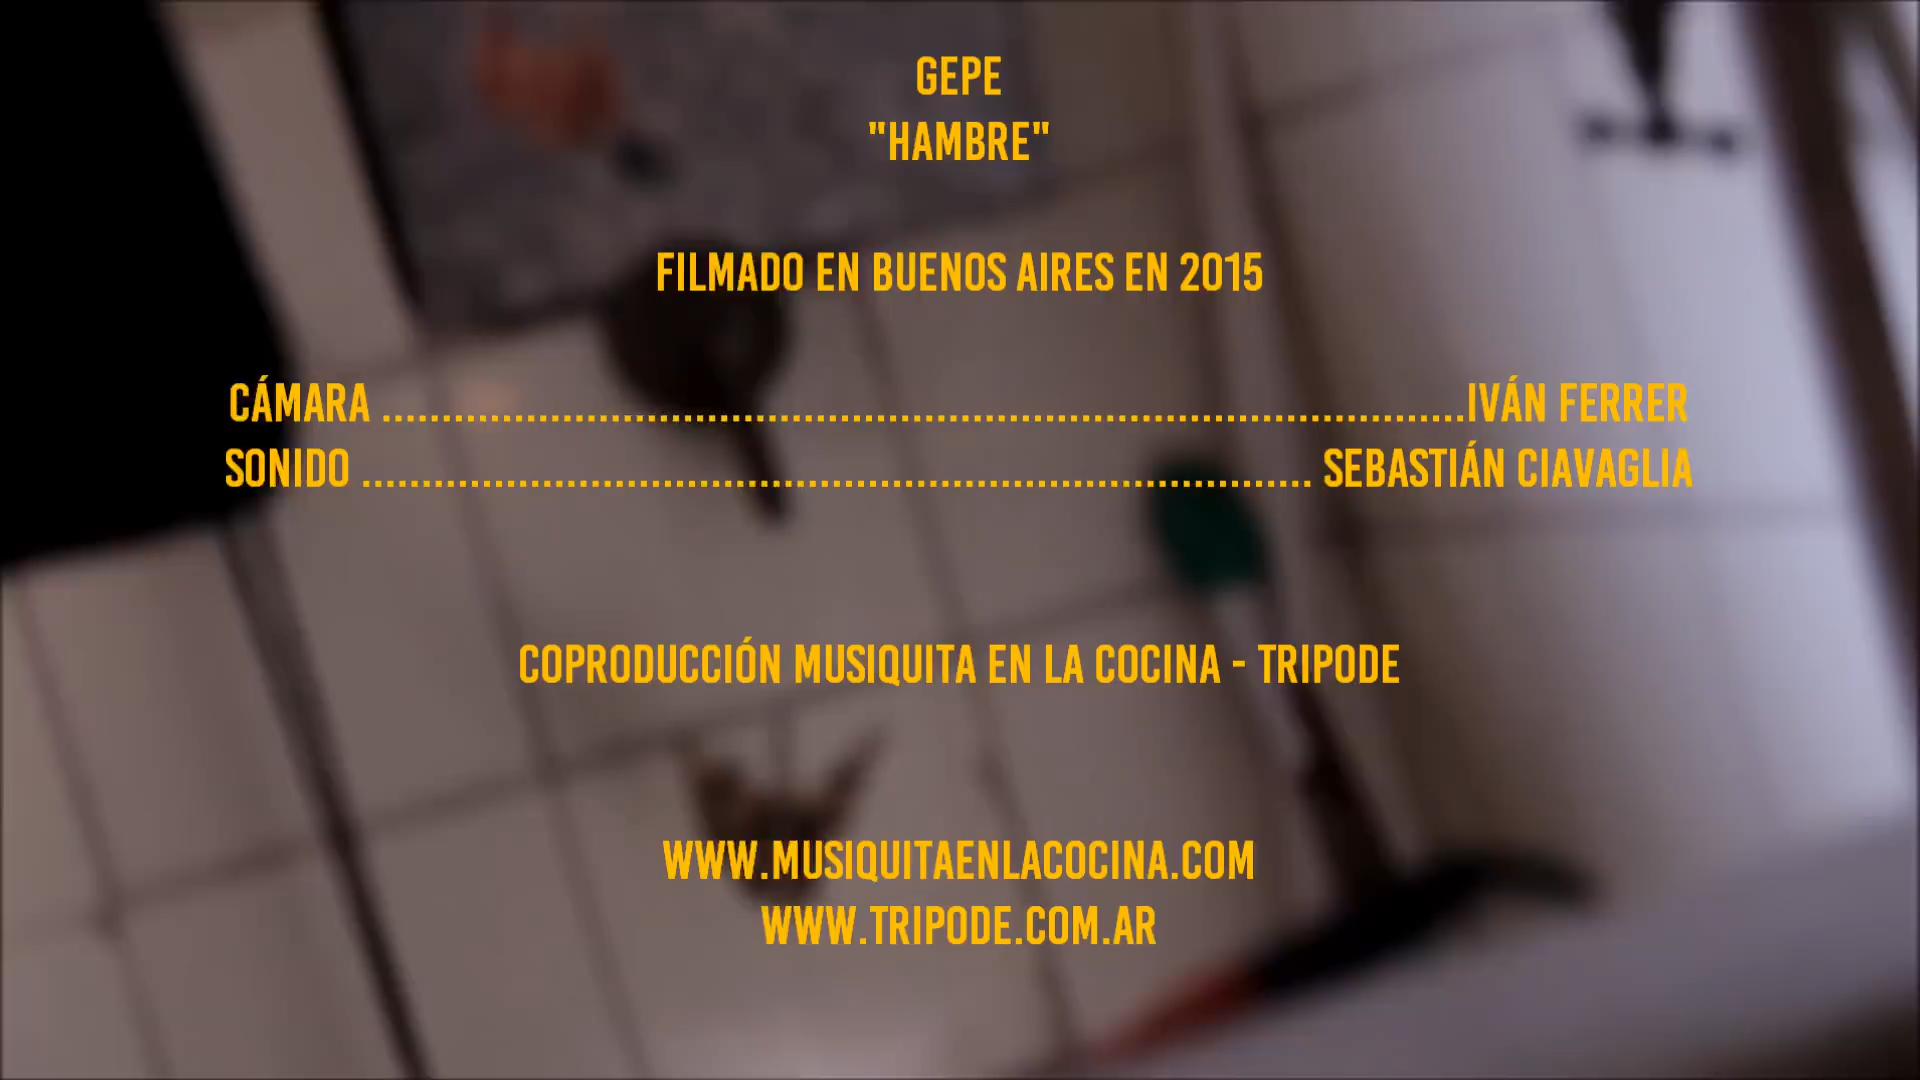 GEPE
"HAMBRE"
FILMADO EN BUENOS AIRES EN 2015
CÁMARA ..........................................................................................IVÁN FERRER
SONIDO ............................................................................... SEBASTIÁN CIAVAGLIA
COPRODUCCIÓN MUSIQUITA EN LA COCINA - TRIPODE
WWW.MUSIQUITAENLACOCINA.COM
WWW.TRIPODE.COM.AR